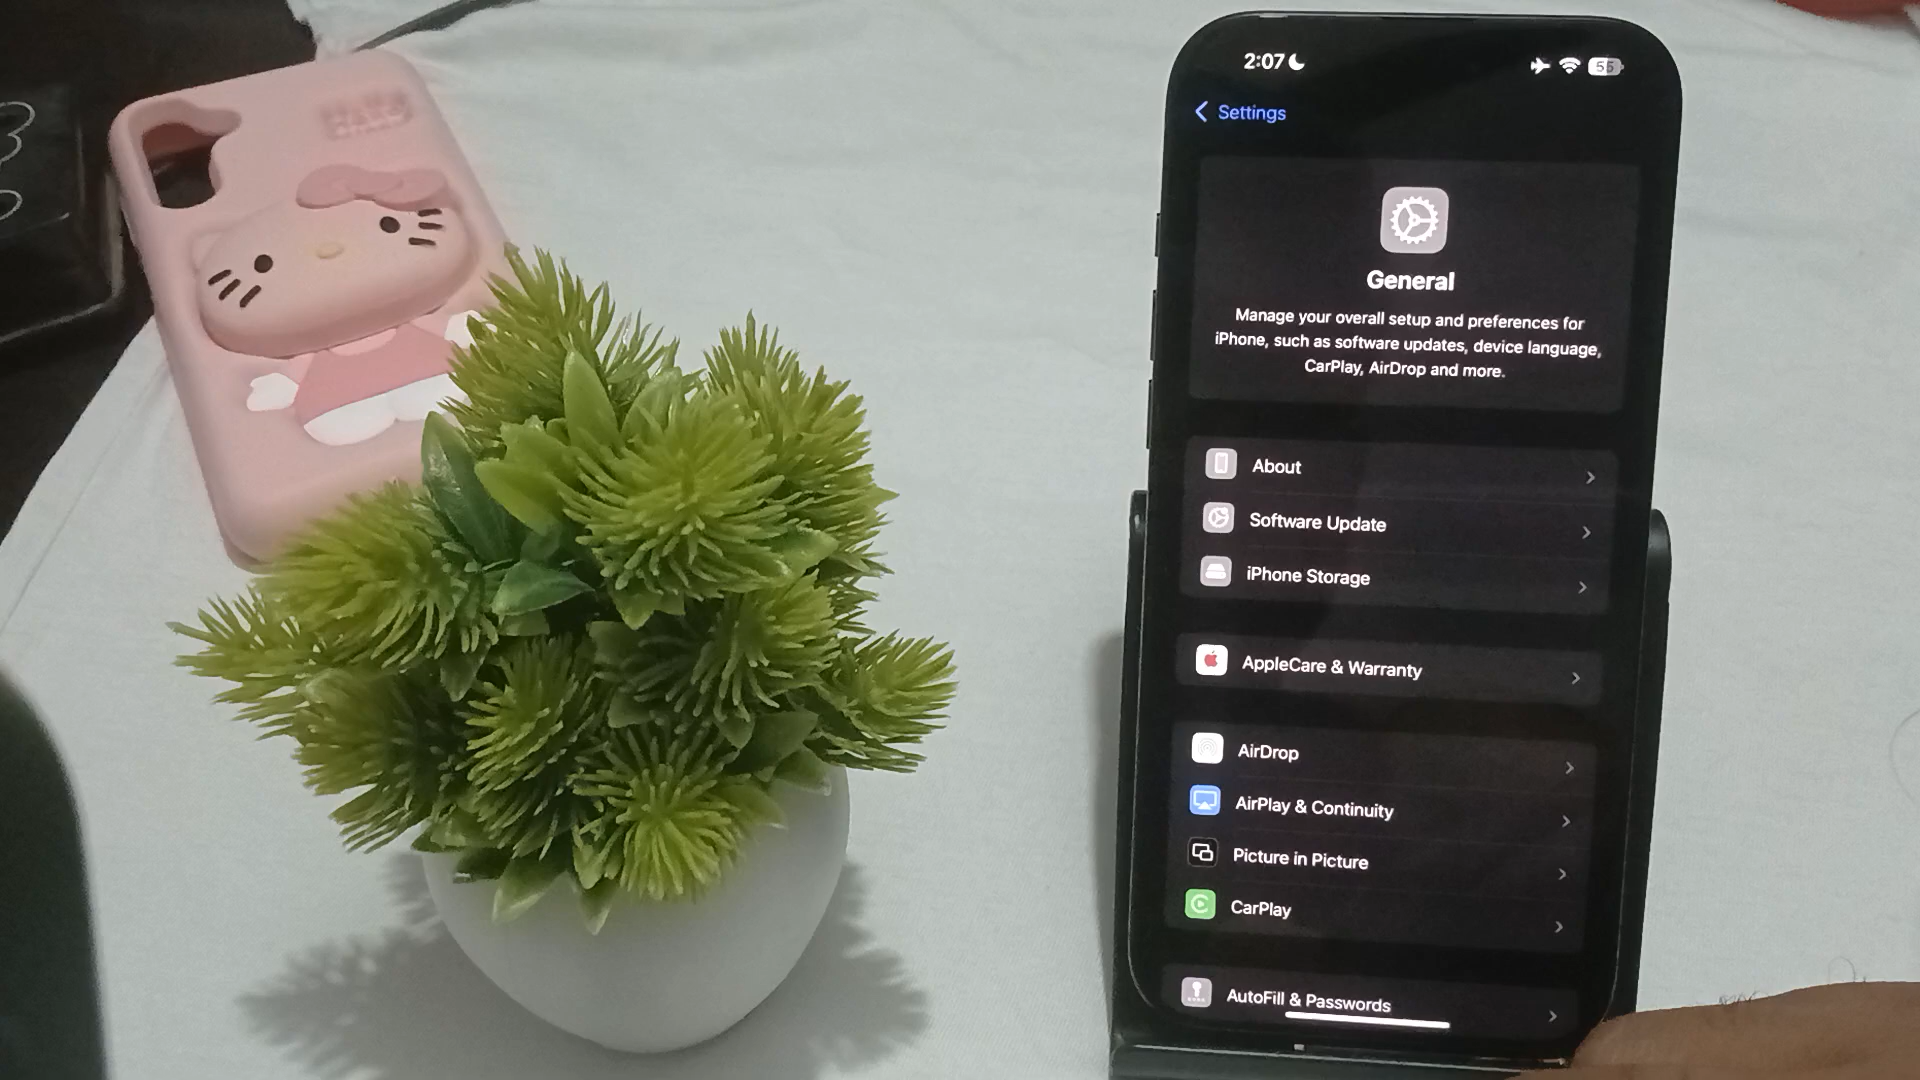 2:07
55
Settings
General
Manage your overall setup and preferences for
iPhone, such as software updates, device language,
CarPlay, AirDrop and more.
About
Software Update
iPhone Storage
AppleCare & Warranty
AirDrop
AirPlay & Continuity
Picture in Picture
CarPlay
AutoFill & Passwords